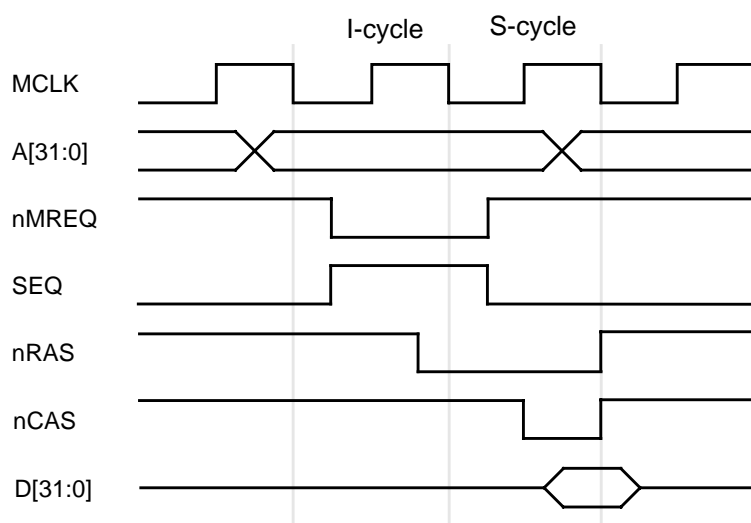 I-cycle S-cycle
MCLK
A[31:0]
nMREQ
SEQ
nRAS
nCAS
D[31:0]